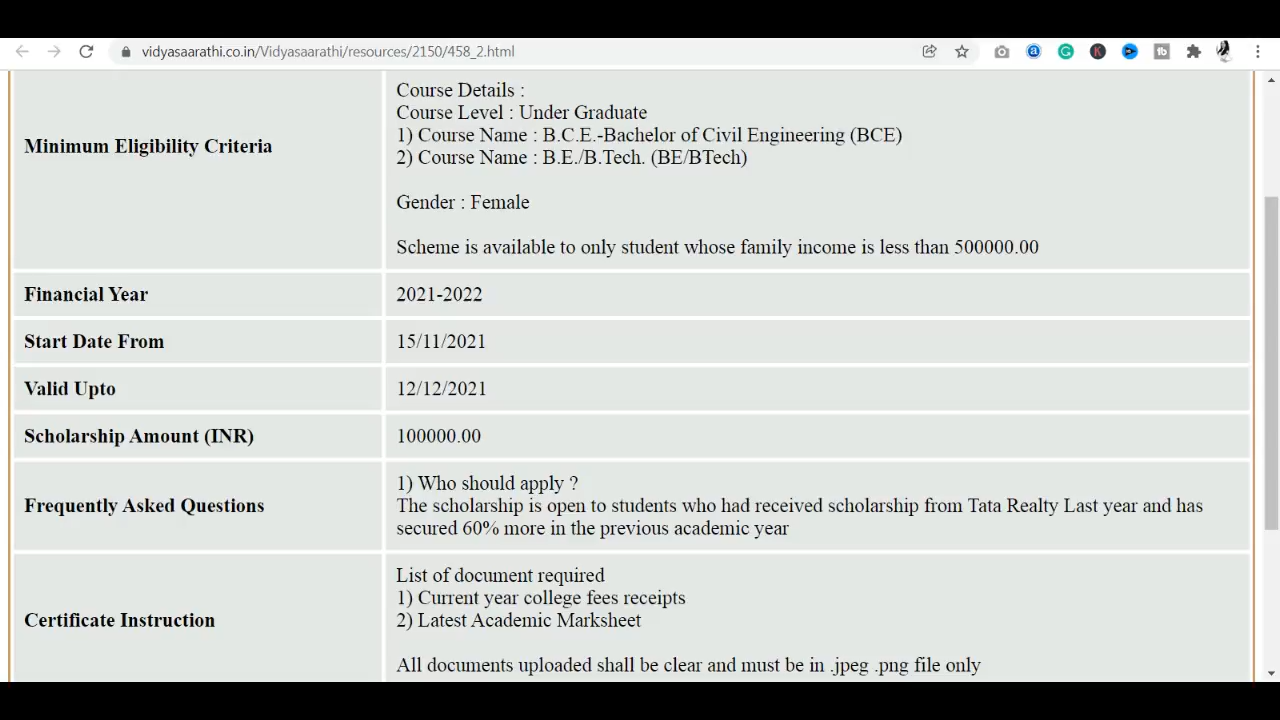 vidyasaarathi.co.in/Vidyasaarathi/resources/2150/458_2.html
Minimum Eligibility Criteria
Course Details :
Course Level : Under Graduate
1) Course Name : B.C.E.-Bachelor of Civil Engineering (BCE)
2) Course Name : B.E./B.Tech. (BE/BTech)
Gender : Female
Scheme is available to only student whose family income is less than 500000.00
Financial Year
2021-2022
Start Date From
15/11/2021
Valid Upto
12/12/2021
Scholarship Amount (INR)
100000.00
Frequently Asked Questions
1) Who should apply ?
The scholarship is open to students who had received scholarship from Tata Realty Last year and has
secured 60% more in the previous academic year
Certificate Instruction
List of document required
1) Current year college fees receipts
2) Latest Academic Marksheet
All documents uploaded shall be clear and must be in .jpeg .png file only